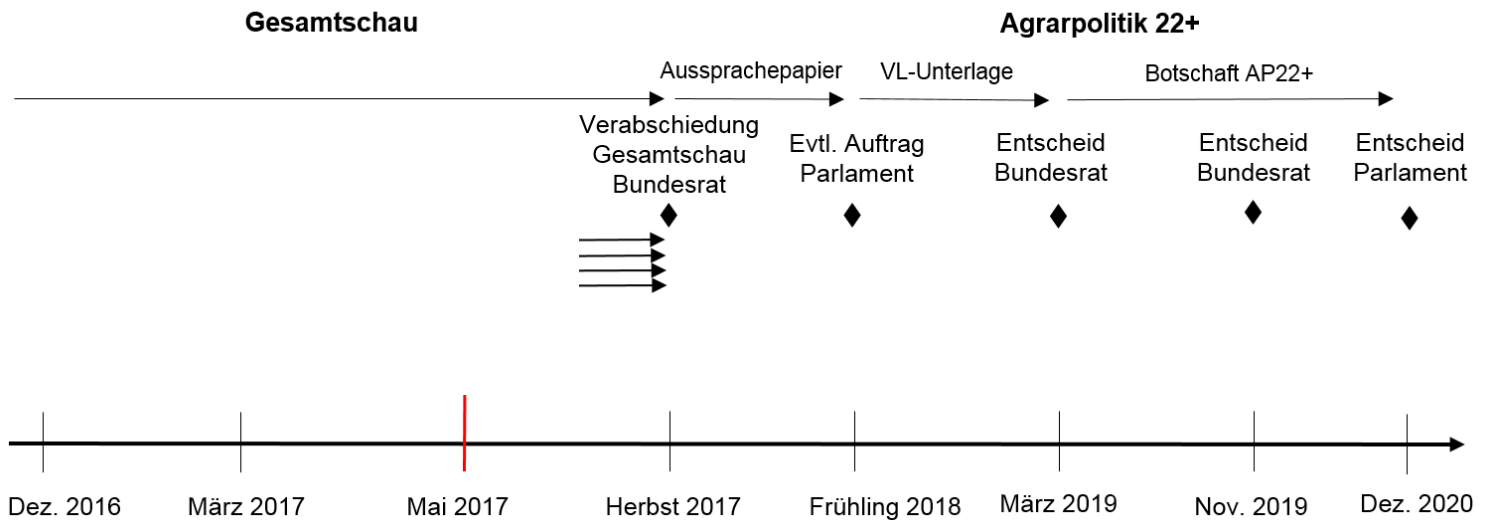 Gesamtschau
Agrarpolitik 22+
Aussprachepapier
VL-Unterlage
Botschaft AP22+
Verabschiedung
Gesamtschau
Bundesrat
Evtl. Auftrag
Parlament
Entscheid
Bundesrat
Entscheid
Bundesrat
Entscheid
Parlament
Dez. 2016
März 2017
Mai 2017
Herbst 2017
Frühling 2018
März 2019
Nov. 2019
Dez. 2020